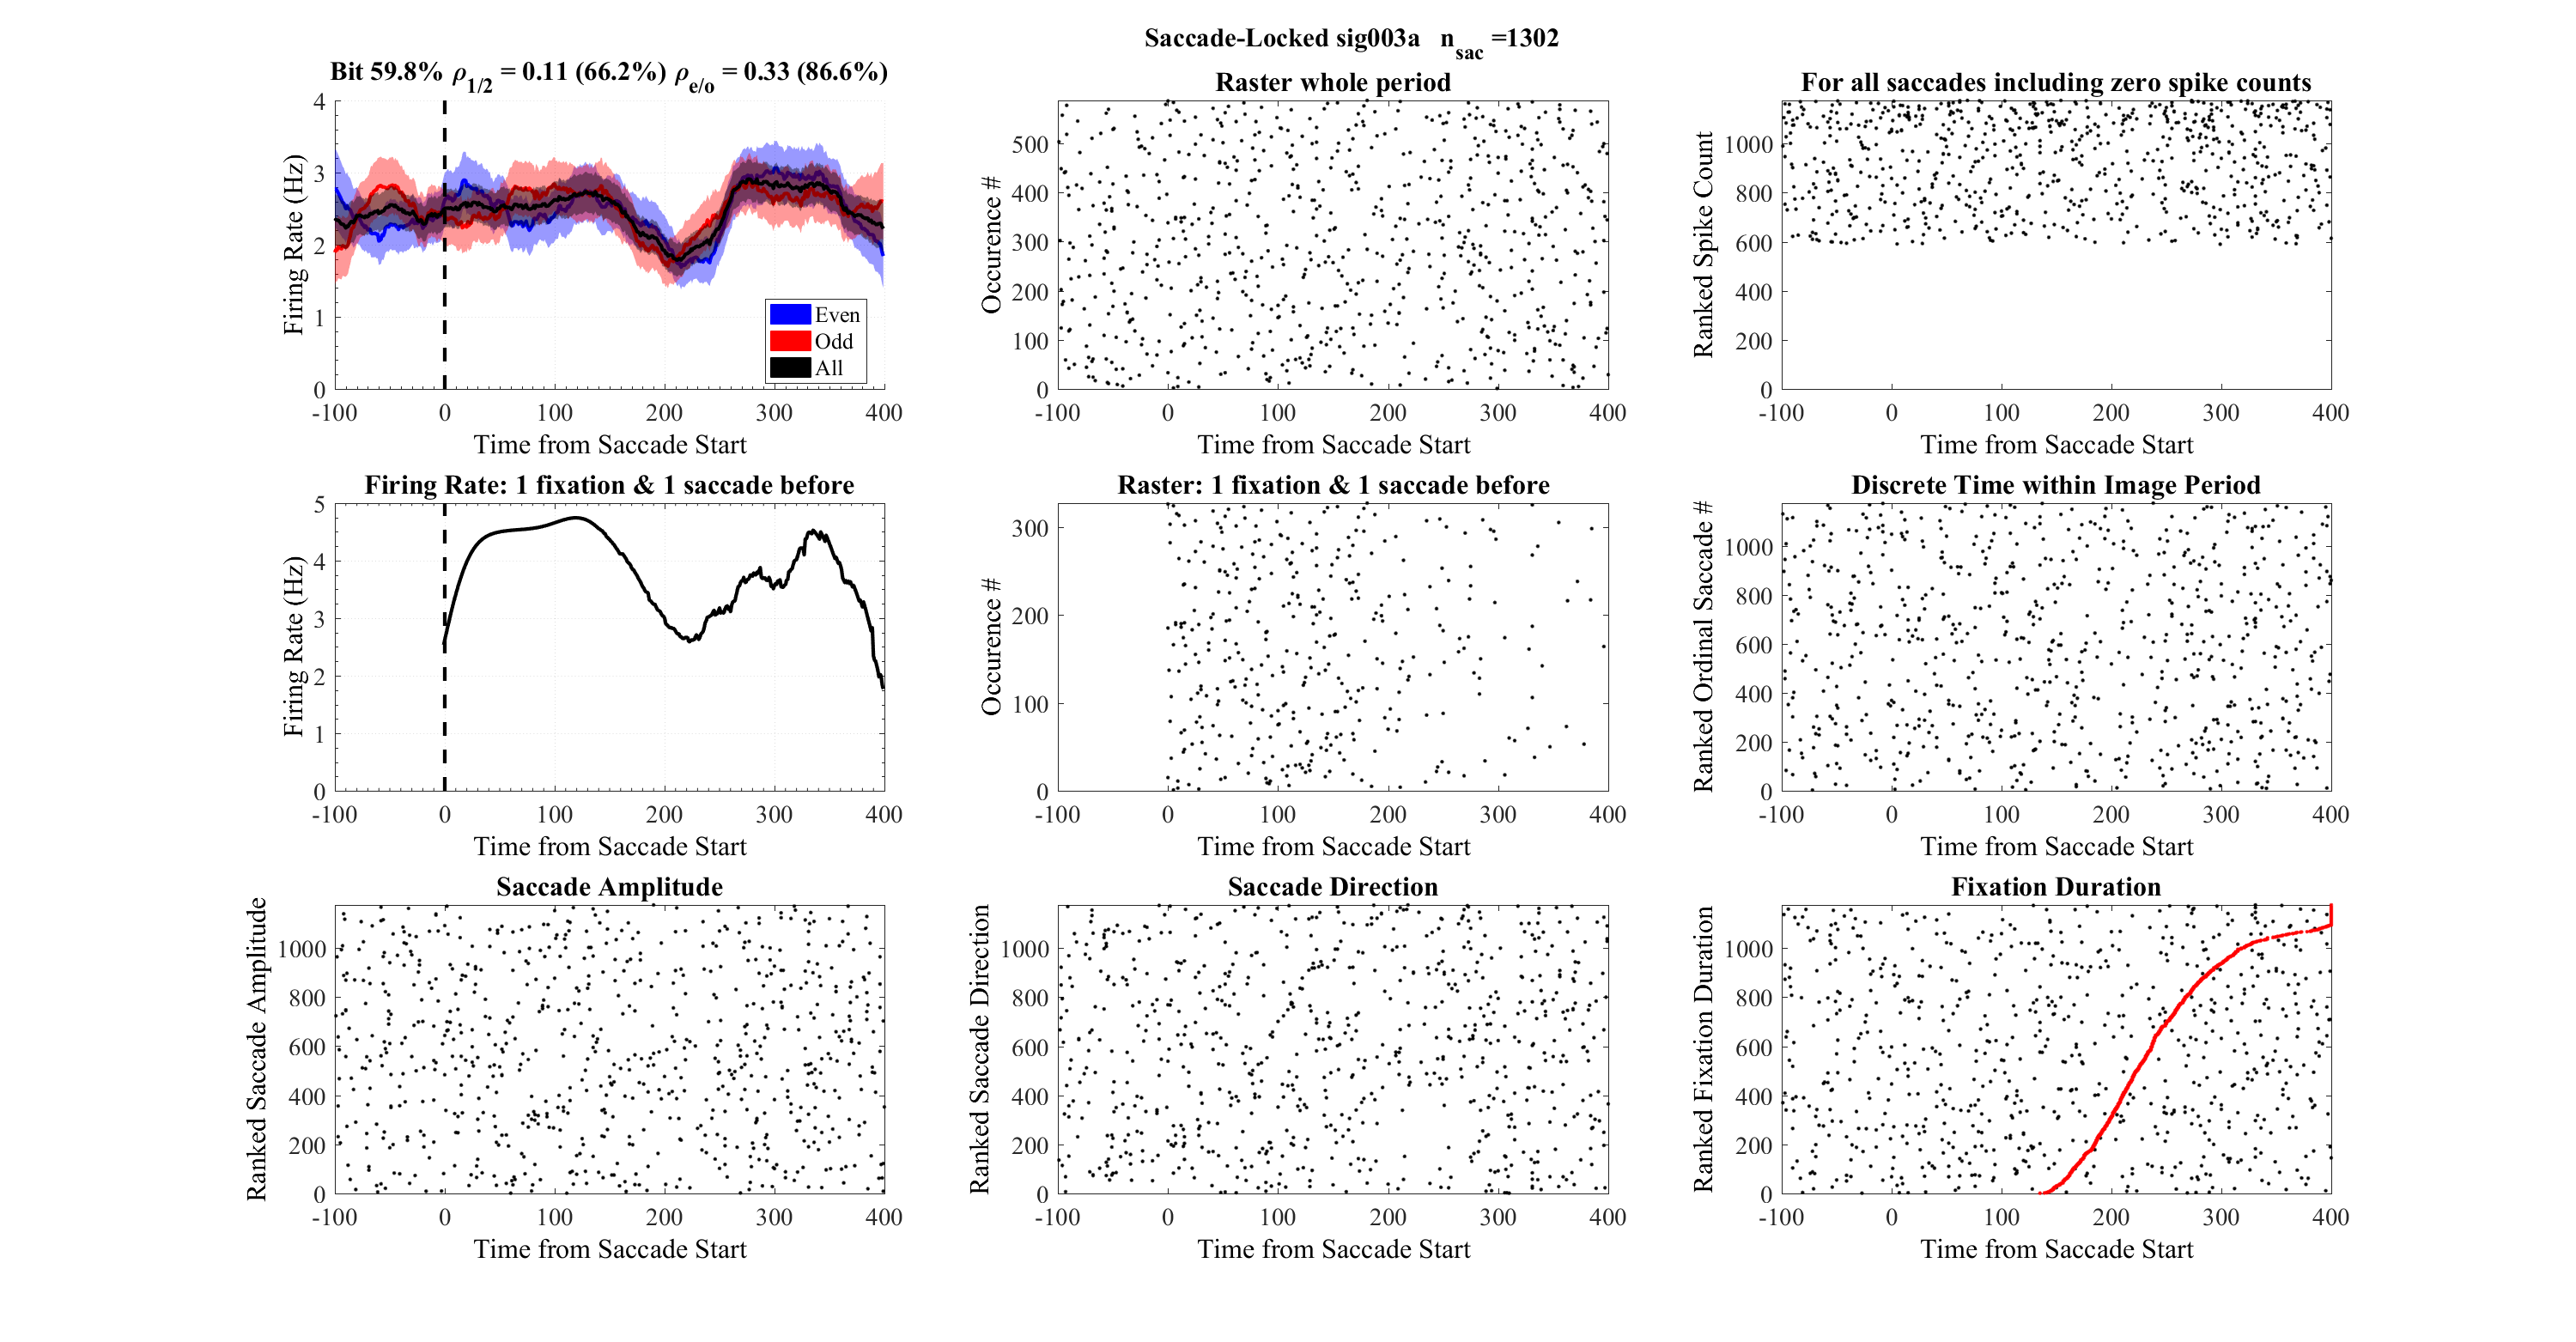 Saccade-Locked sig003a n_sac =1302
Bit 59.8% ρ_1/2 = 0.11 (66.2%) ρ_e/o = 0.33 (86.6%)
Firing Rate (Hz)
4
3
2
1
0
-100 0 100 200 300 400
Time from Saccade Start
Even
Odd
All
Raster whole period
Occurence #
500
400
300
200
100
0
-100 0 100 200 300 400
Time from Saccade Start
For all saccades including zero spike counts
Ranked Spike Count
1000
800
600
400
200
0
-100 0 100 200 300 400
Time from Saccade Start
Firing Rate: 1 fixation & 1 saccade before
Firing Rate (Hz)
5
4
3
2
1
0
-100 0 100 200 300 400
Time from Saccade Start
Raster: 1 fixation & 1 saccade before
Occurence #
300
200
100
0
-100 0 100 200 300 400
Time from Saccade Start
Discrete Time within Image Period
Ranked Ordinal Saccade #
1000
800
600
400
200
0
-100 0 100 200 300 400
Time from Saccade Start
Saccade Amplitude
Ranked Saccade Amplitude
1000
800
600
400
200
0
-100 0 100 200 300 400
Time from Saccade Start
Saccade Direction
Ranked Saccade Direction
1000
800
600
400
200
0
-100 0 100 200 300 400
Time from Saccade Start
Fixation Duration
Ranked Fixation Duration
1000
800
600
400
200
0
-100 0 100 200 300 400
Time from Saccade Start